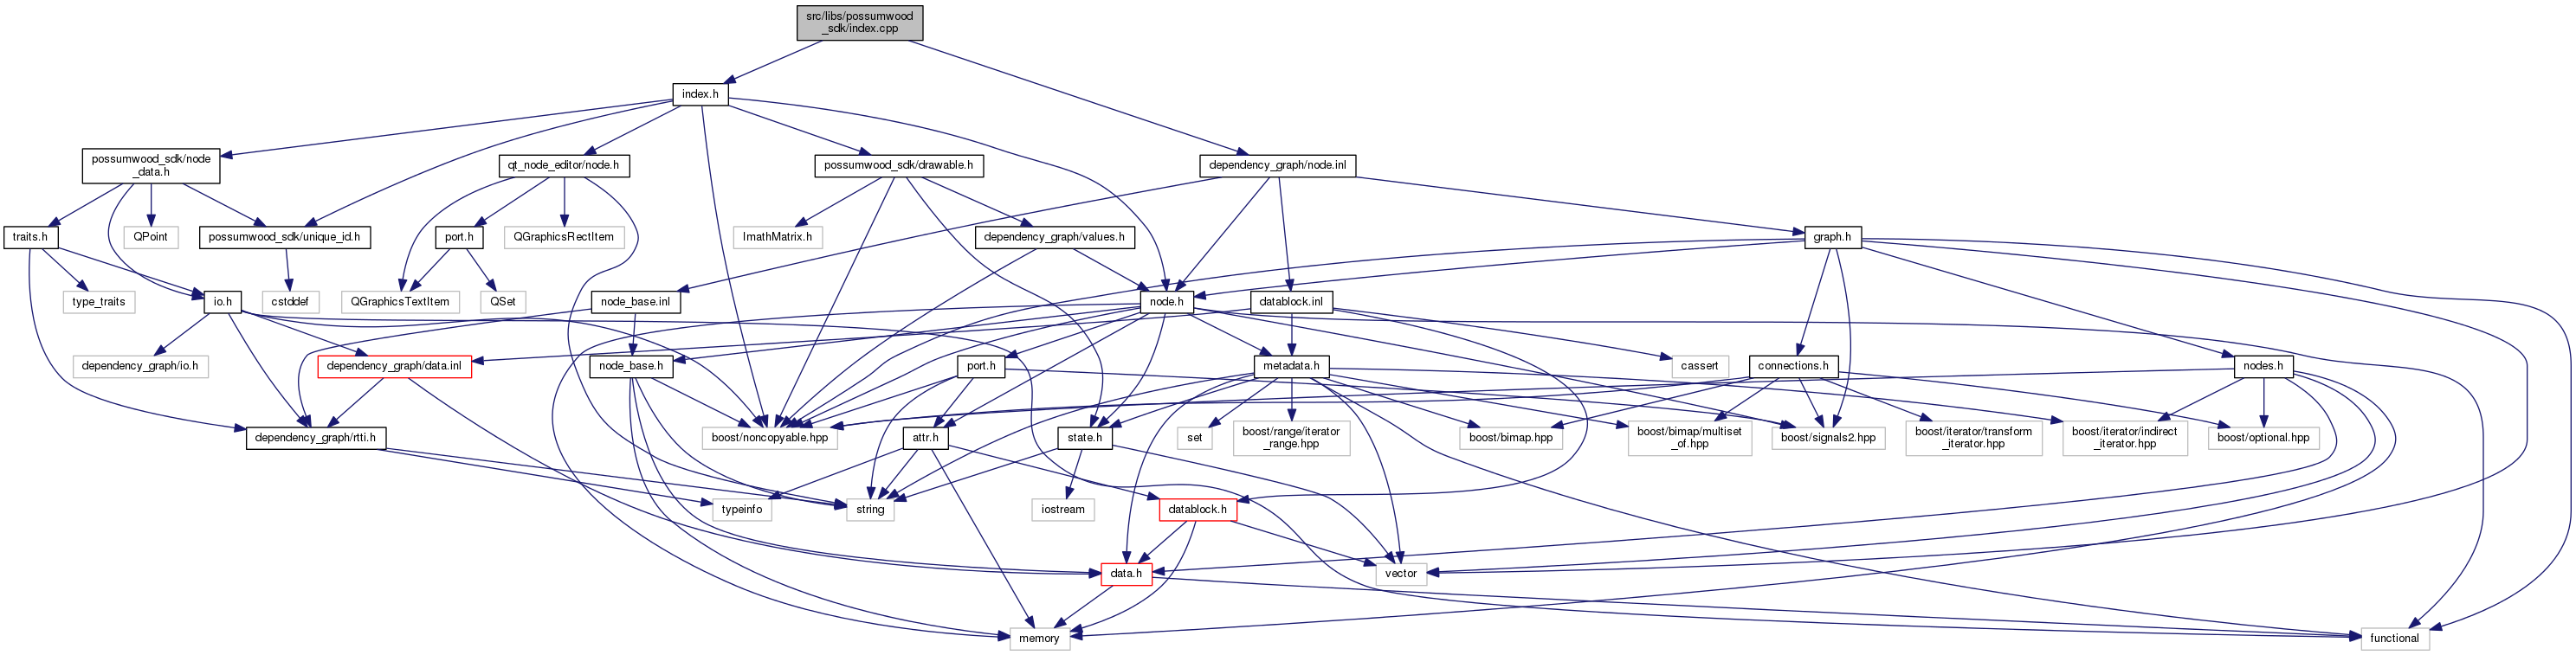 src/libs/possumwood
_sdk/index.cpp
index.h
possumwood_sdk/node
_data.h
qt_node_editor/node.h
possumwood_sdk/drawable.h
dependency_graph/node.inl
traits.h
QPoint
possumwood_sdk/unique_id.h
port.h
QGraphicsRectItem
ImathMatrix.h
dependency_graph/values.h
graph.h
type_traits
io.h
cstddef
QGraphicsTextItem
QSet
node_base.inl
node.h
datablock.inl
dependency_graph/io.h
dependency_graph/data.inl
node_base.h
port.h
metadata.h
cassert
connections.h
nodes.h
dependency_graph/rtti.h
boost/noncopyable.hpp
attr.h
state.h
set
boost/range/iterator
_range.hpp
boost/bimap.hpp
boost/bimap/multiset
_of.hpp
boost/signals2.hpp
boost/iterator/transform
_iterator.hpp
boost/iterator/indirect
_iterator.hpp
boost/optional.hpp
typeinfo
string
iostream
datablock.h
data.h
vector
memory
functional